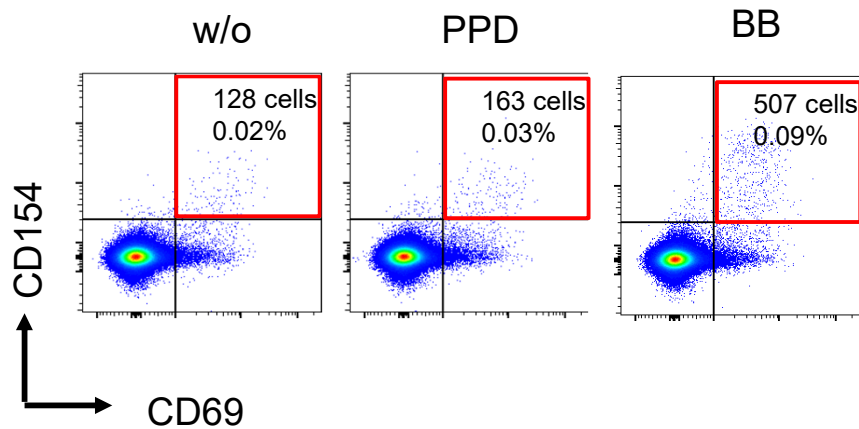 w/o
PPD
BB
128 cells
0.02%
163 cells
0.03%
507 cells
0.09%
CD154
CD69